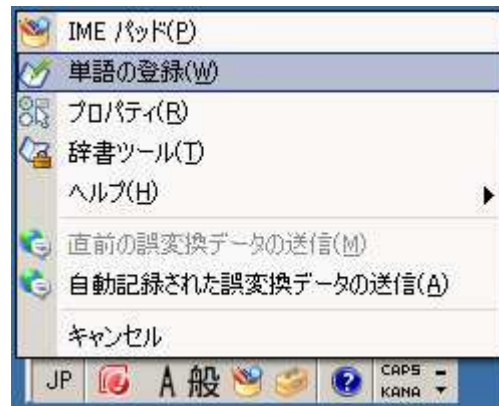 IME パッド(P)
単語の登録(W)
プロパティ(R)
辞書ツール(T)
ヘルプ(H)
直前の誤変換データの送信(M)
自動記録された誤変換データの送信(A)
キャンセル
JP A 般 ? CAPS
KANA